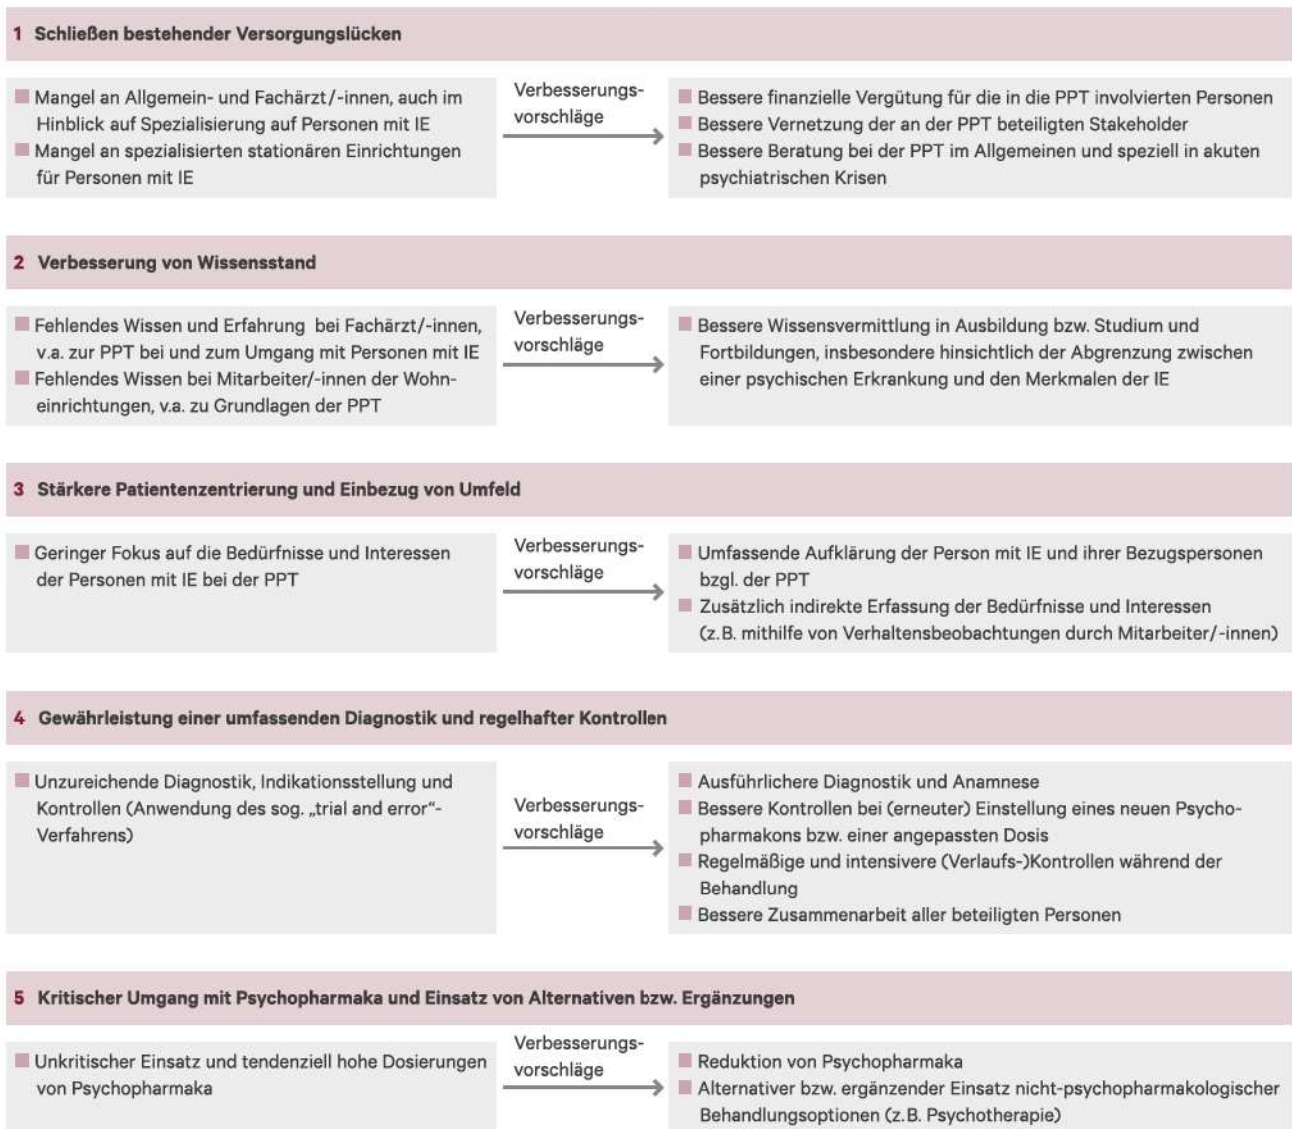 1 Schließen bestehender Versorgungslücken
Mangel an Allgemein- und Fachärzt/-innen, auch im
Hinblick auf Spezialisierung auf Personen mit IE
Mangel an spezialisierten stationären Einrichtungen
für Personen mit IE
Verbesserungs-
vorschläge
Bessere finanzielle Vergütung für die in die PPT involvierten Personen
Bessere Vernetzung der an der PPT beteiligten Stakeholder
Bessere Beratung bei der PPT im Allgemeinen und speziell in akuten
psychiatrischen Krisen
2 Verbesserung von Wissensstand
Fehlendes Wissen und Erfahrung bei Fachärzt/-innen,
v.a. zur PPT bei und zum Umgang mit Personen mit IE
Fehlendes Wissen bei Mitarbeiter/-innen der Wohn-
einrichtungen, v.a. zu Grundlagen der PPT
Verbesserungs-
vorschläge
Bessere Wissensvermittlung in Ausbildung bzw. Studium und
Fortbildungen, insbesondere hinsichtlich der Abgrenzung zwischen
einer psychischen Erkrankung und den Merkmalen der IE
3 Stärkere Patientenzentrierung und Einbezug von Umfeld
Geringer Fokus auf die Bedürfnisse und Interessen
der Personen mit IE bei der PPT
Verbesserungs-
vorschläge
Umfassende Aufklärung der Person mit IE und ihrer Bezugspersonen
bzgl. der PPT
Zusätzlich indirekte Erfassung der Bedürfnisse und Interessen
(z.B. mithilfe von Verhaltensbeobachtungen durch Mitarbeiter/-innen)
4 Gewährleistung einer umfassenden Diagnostik und regelhafter Kontrollen
Unzureichende Diagnostik, Indikationsstellung und
Kontrollen (Anwendung des sog. „trial and error“-
Verfahrens)
Verbesserungs-
vorschläge
Ausführlichere Diagnostik und Anamnese
Bessere Kontrollen bei (erneuter) Einstellung eines neuen Psycho-
pharmakons bzw. einer angepassten Dosis
Regelmäßige und intensivere (Verlaufs-)Kontrollen während der
Behandlung
Bessere Zusammenarbeit aller beteiligten Personen
5 Kritischer Umgang mit Psychopharmaka und Einsatz von Alternativen bzw. Ergänzungen
Unkritischer Einsatz und tendenziell hohe Dosierungen
von Psychopharmaka
Verbesserungs-
vorschläge
Reduktion von Psychopharmaka
Alternativer bzw. ergänzender Einsatz nicht-psychopharmakologischer
Behandlungsoptionen (z.B. Psychotherapie)